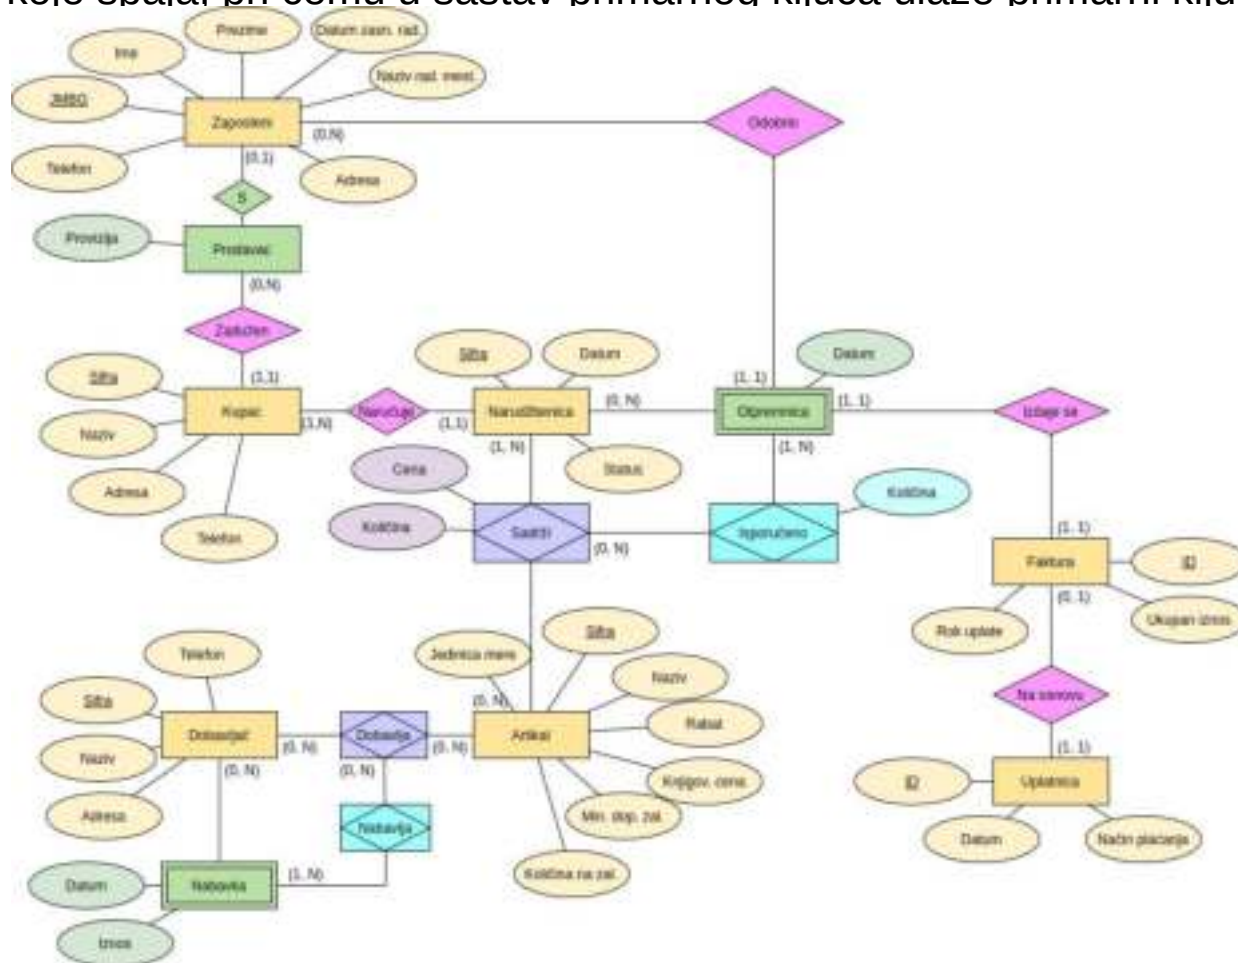 koje spaja, pri čemu u sastav primarnog ključa ulaze primarni klju
Prezime
Datum zasn. rad.
Ime
Naziv rad. mest.
JMBG
Zaposleni
(0,N)
Odobrio
(0,1)
Telefon
Adresa
S
Provizija
Prodavac
(0,N)
Zadužen
Šifra
Datum
Datum
Šifra
(1,1)
(1, 1)
Kupac
(1,N)
Naručuje
(1,1)
Narudžbenica
(0, N)
Otpremnica
(1, 1)
Izdaje se
Naziv
(1, N)
(1, N)
Cena
Status
Adresa
Količina
Količina
Sadrži
(0, N)
Isporučeno
Telefon
(1, 1)
Faktura
ID
(0, 1)
Rok uplate
Ukupan iznos
Šifra
Telefon
Jedinica mere
Naziv
Šifra
(0, N)
Na osnovu
Rabat
Dobavljač
(0, N)
Dobavlja
(0, N)
Artikal
Naziv
(0, N)
(0, N)
(1, 1)
Knjigov. cena
ID
Uplatnica
Adresa
Min. dop. zal.
Nabavlja
Datum
Način plaćanja
Količina na zal.
(1, N)
Datum
Nabavka
Iznos